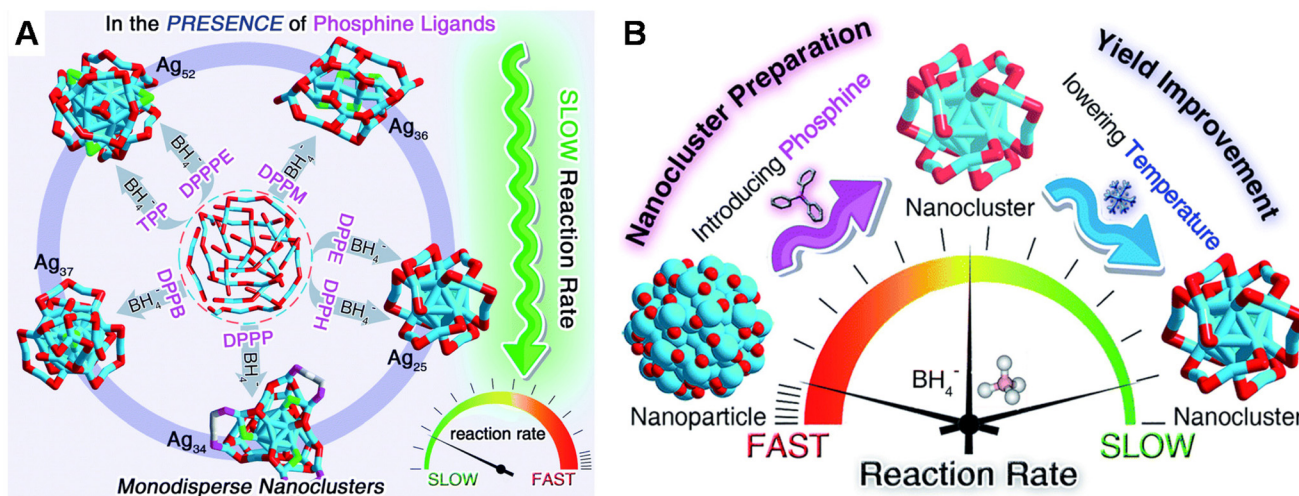 A
In the PRESENCE of Phosphine Ligands
Ag52
Ag36
BH4-
DPPPE
BH4-
TPP
BH4-
DPPM
SLOW Reaction Rate
Ag37
DPPE
BH4-
BH4-
DPPB
DPPH
BH4-
DPPP
BH4-
Ag25
Ag34
reaction rate
SLOW
FAST
Monodisperse Nanoclusters
B
Nanocluster Preparation
Introducing Phosphine
Yield Improvement
lowering Temperature
Nanocluster
BH4-
Nanoparticle
Nanocluster
FAST
SLOW
Reaction Rate